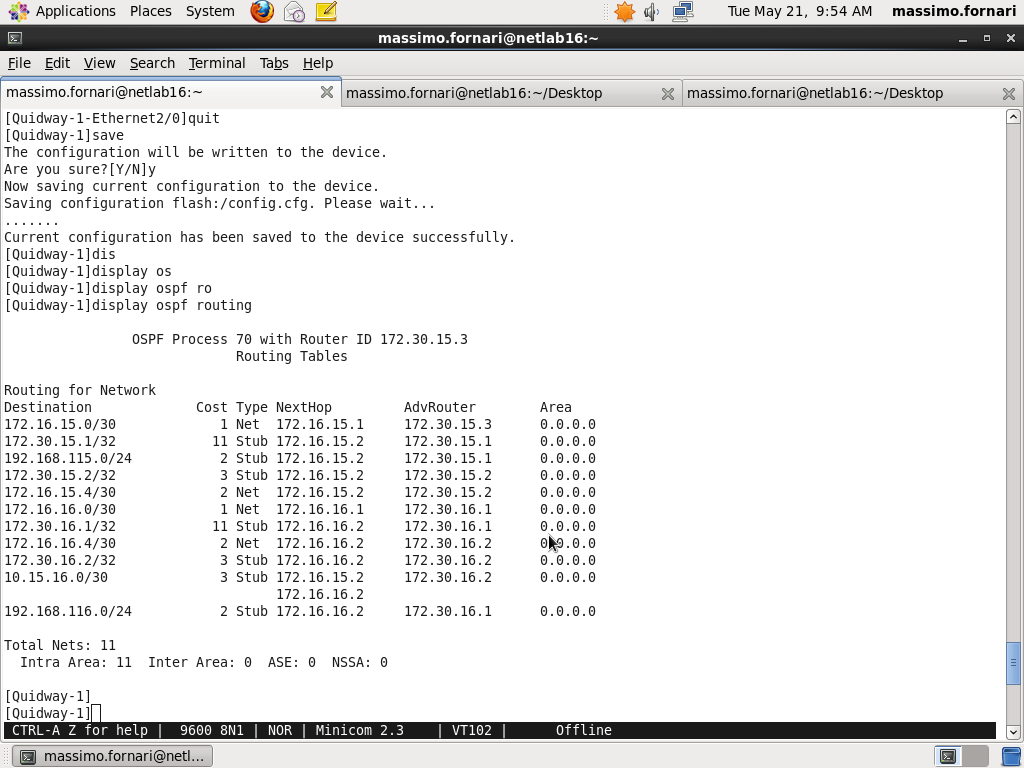 Applications Places System Tue May 21, 9:54 AM massimo.fornari
massimo.fornari@netlab16:~
File Edit View Search Terminal Tabs Help
massimo.fornari@netlab16:~ massimo.fornari@netlab16:~/Desktop massimo.fornari@netlab16:~/Desktop
[Quidway-1-Ethernet2/0]quit
[Quidway-1]save
The configuration will be written to the device.
Are you sure?[Y/N]y
Now saving current configuration to the device.
Saving configuration flash:/config.cfg. Please wait...
.......
Current configuration has been saved to the device successfully.
[Quidway-1]dis
[Quidway-1]display os
[Quidway-1]display ospf ro
[Quidway-1]display ospf routing
OSPF Process 70 with Router ID 172.30.15.3
Routing Tables
Routing for Network
Destination Cost Type NextHop AdvRouter Area
172.16.15.0/30 1 Net 172.16.15.1 172.30.15.3 0.0.0.0
172.30.15.1/32 11 Stub 172.16.15.2 172.30.15.1 0.0.0.0
192.168.115.0/24 2 Stub 172.16.15.2 172.30.15.1 0.0.0.0
172.30.15.2/32 3 Stub 172.16.15.2 172.30.15.2 0.0.0.0
172.16.15.4/30 2 Net 172.16.15.2 172.30.15.2 0.0.0.0
172.16.16.0/30 1 Net 172.16.16.1 172.30.16.1 0.0.0.0
172.30.16.1/32 11 Stub 172.16.16.2 172.30.16.1 0.0.0.0
172.16.16.4/30 2 Net 172.16.16.2 172.30.16.2 0.0.0.0
172.30.16.2/32 3 Stub 172.16.16.2 172.30.16.2 0.0.0.0
10.15.16.0/30 3 Stub 172.16.15.2 172.30.16.2 0.0.0.0
172.16.16.2
192.168.116.0/24 2 Stub 172.16.16.2 172.30.16.1 0.0.0.0
Total Nets: 11
Intra Area: 11 Inter Area: 0 ASE: 0 NSSA: 0
[Quidway-1]
[Quidway-1]
CTRL-A Z for help | 9600 8N1 | NOR | Minicom 2.3 | VT102 | Offline
massimo.fornari@netl...